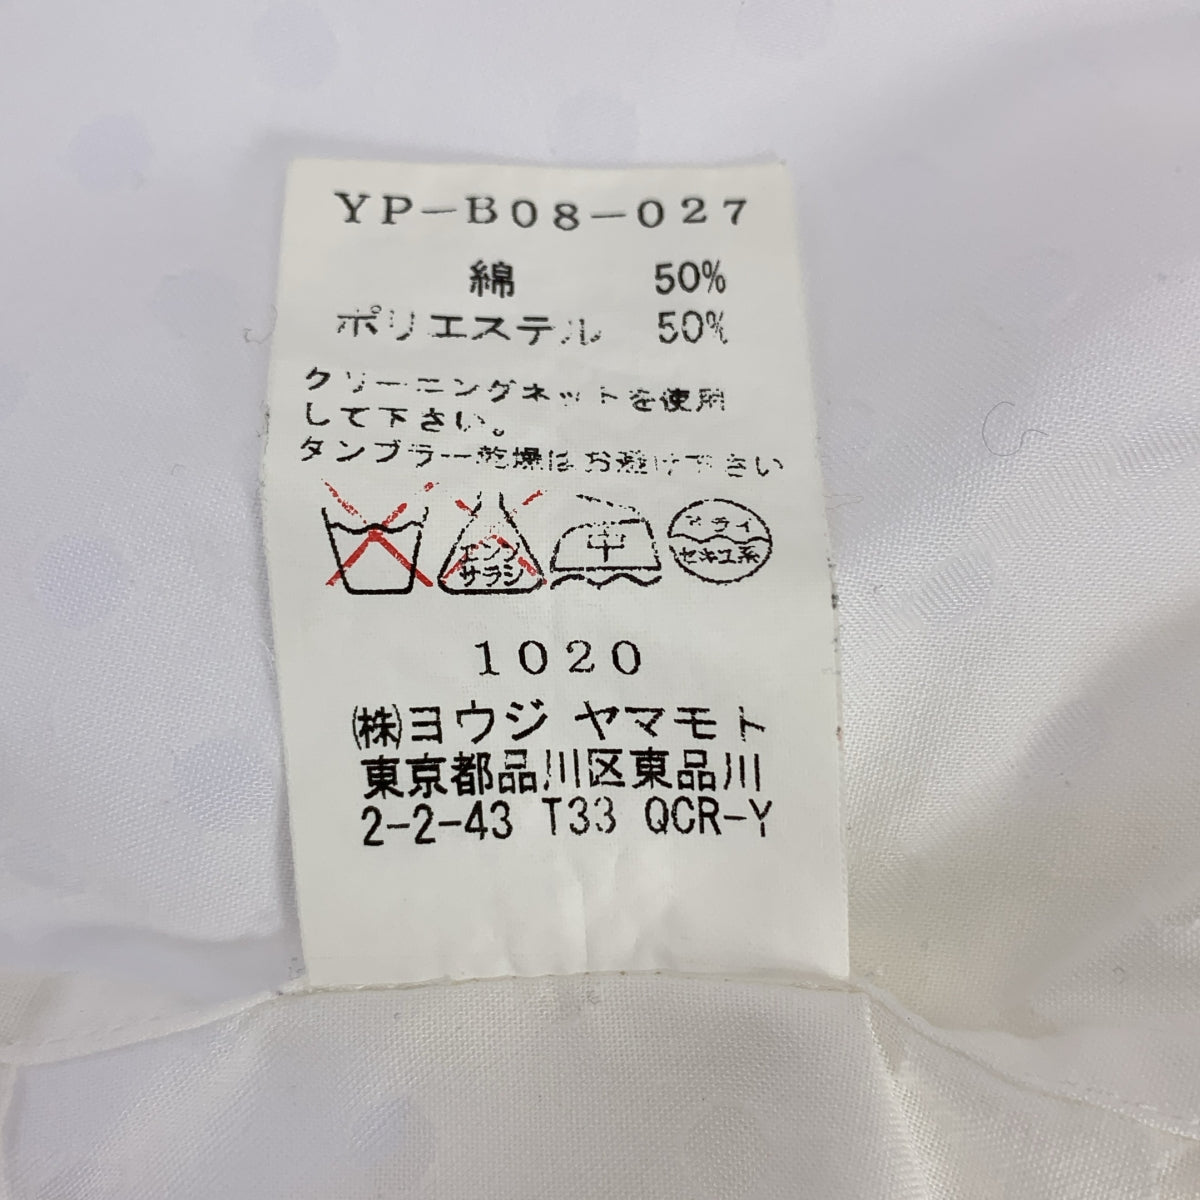 YP-B08-027
綿 50%
ポリエステル 50%
クリーニングネットを使用
して下さい。
タンブラー乾燥はお避け下さい
エンソ
サラシ
中
ドライ
セキユ系
1020
㈱ヨウジ ヤマモト
東京都品川区東品川
2-2-43 T33 QCR-Y